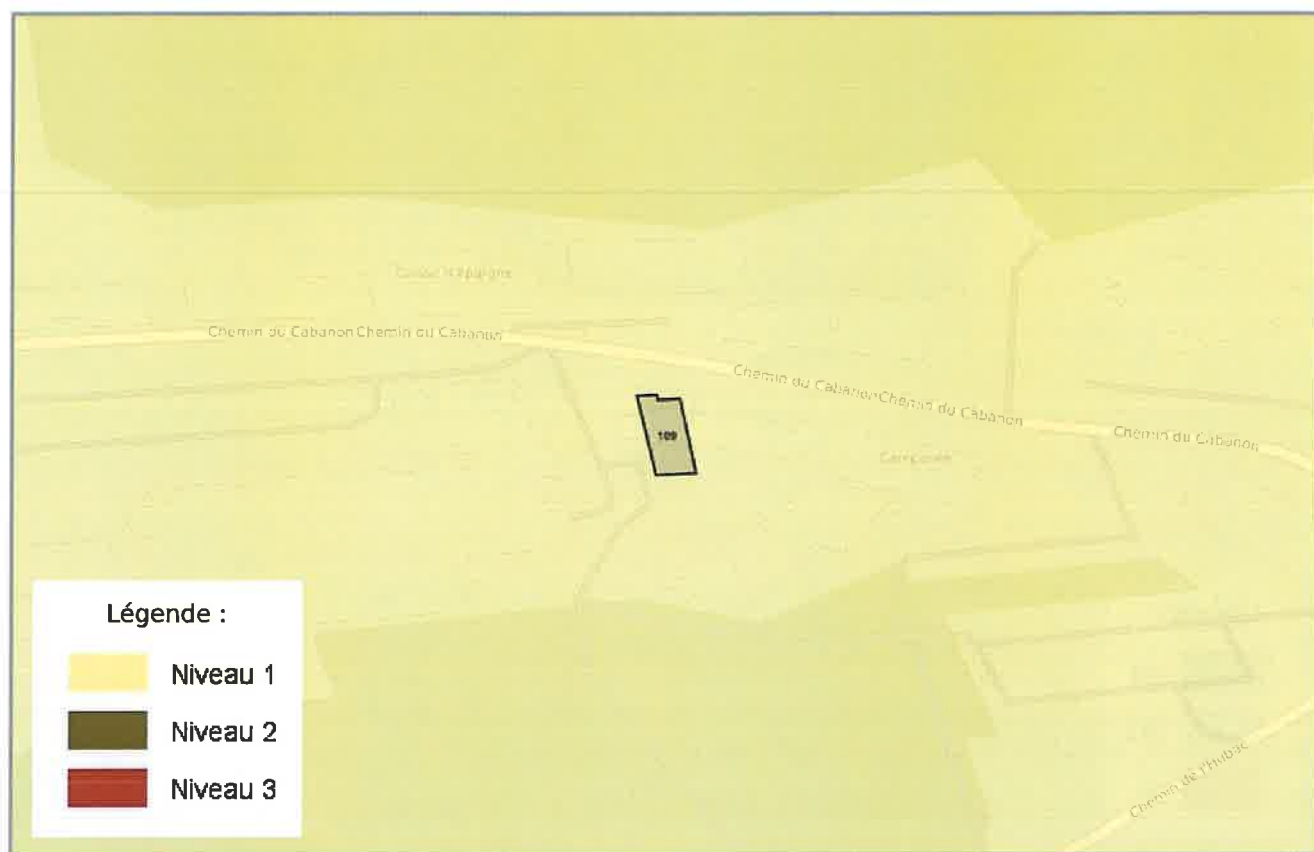 Chemin du Cabanon Chemin du Cabanon
Chemin du Cabanon Chemin du Cabanon
Chemin du Cabanon
109
Chemin de l'Hubac
Légende :
Niveau 1
Niveau 2
Niveau 3